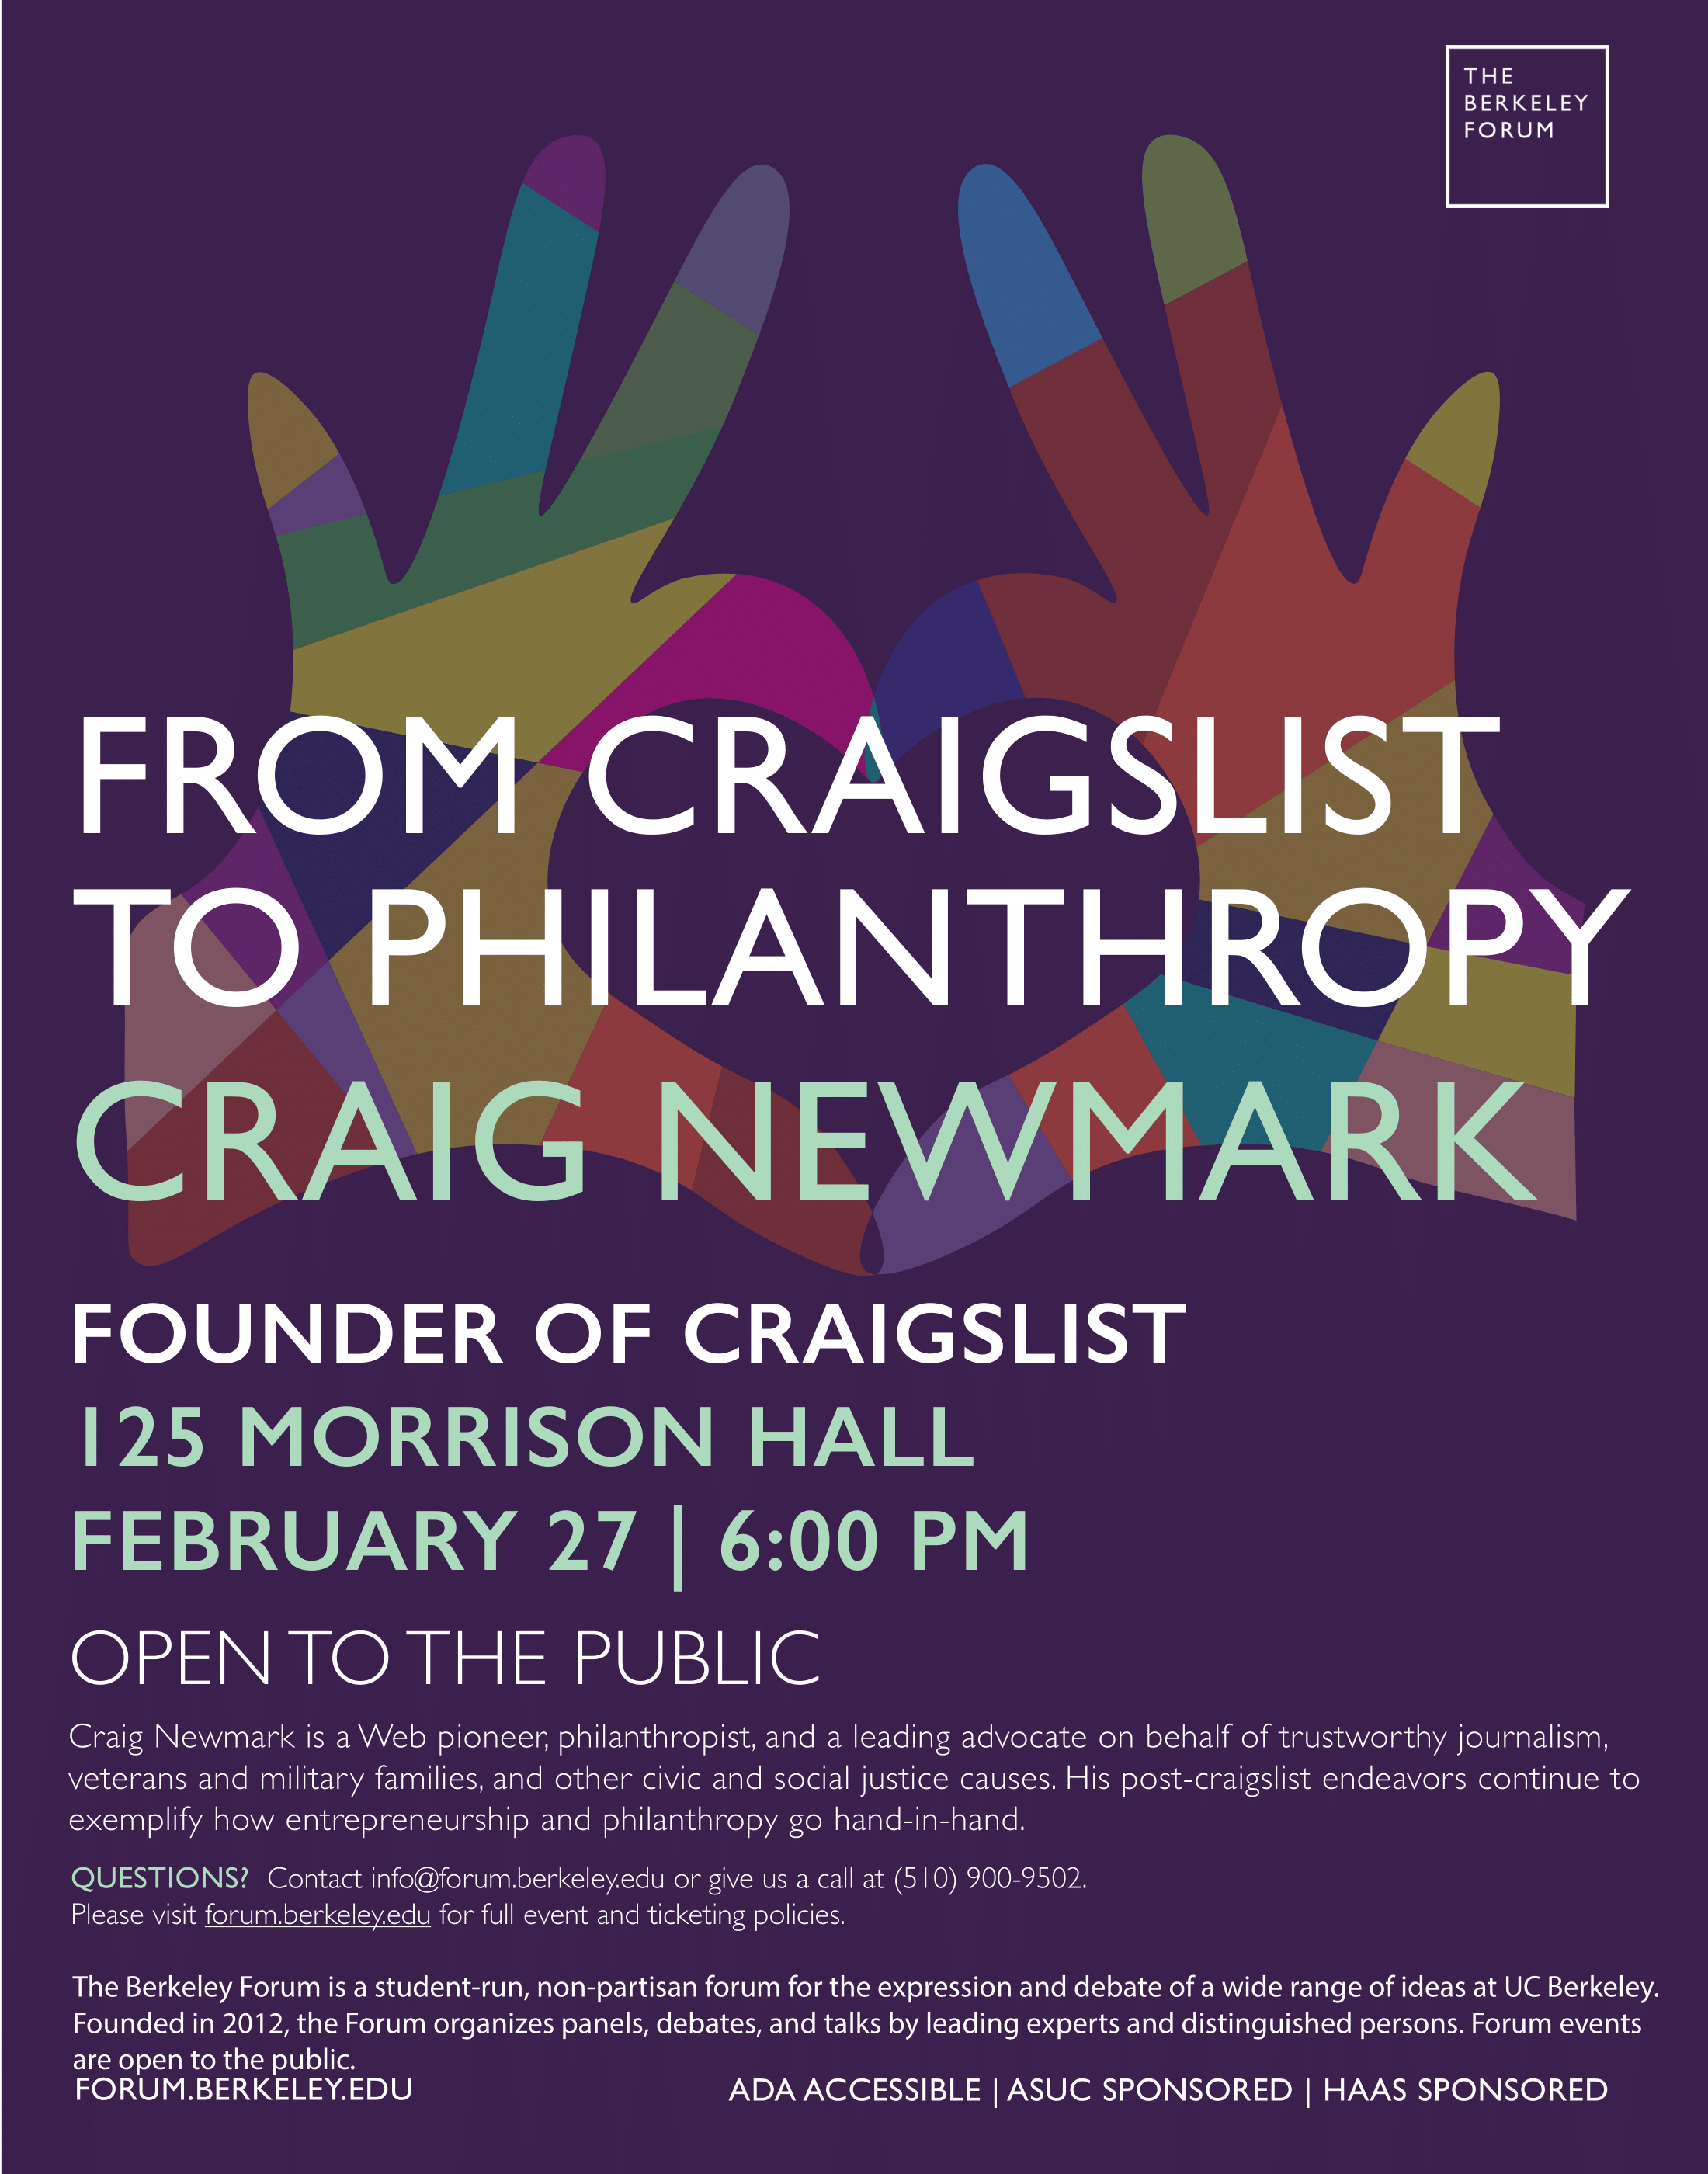 THE
BERKELEY
FORUM
FROM CRAIGSLIST
TO PHILANTHROPY
CRAIG NEWMARK
FOUNDER OF CRAIGSLIST
125 MORRISON HALL
FEBRUARY 27 | 6:00 PM
OPEN TO THE PUBLIC
Craig Newmark is a Web pioneer, philanthropist, and a leading advocate on behalf of trustworthy journalism,
veterans and military families, and other civic and social justice causes. His post-craigslist endeavors continue to
exemplify how entrepreneurship and philanthropy go hand-in-hand.
QUESTIONS? Contact info@forum.berkeley.edu or give us a call at (510) 900-9502.
Please visit forum.berkeley.edu for full event and ticketing policies.
The Berkeley Forum is a student-run, non-partisan forum for the expression and debate of a wide range of ideas at UC Berkeley.
Founded in 2012, the Forum organizes panels, debates, and talks by leading experts and distinguished persons. Forum events
are open to the public.
FORUM.BERKELEY.EDU
ADA ACCESSIBLE | ASUC SPONSORED | HAAS SPONSORED